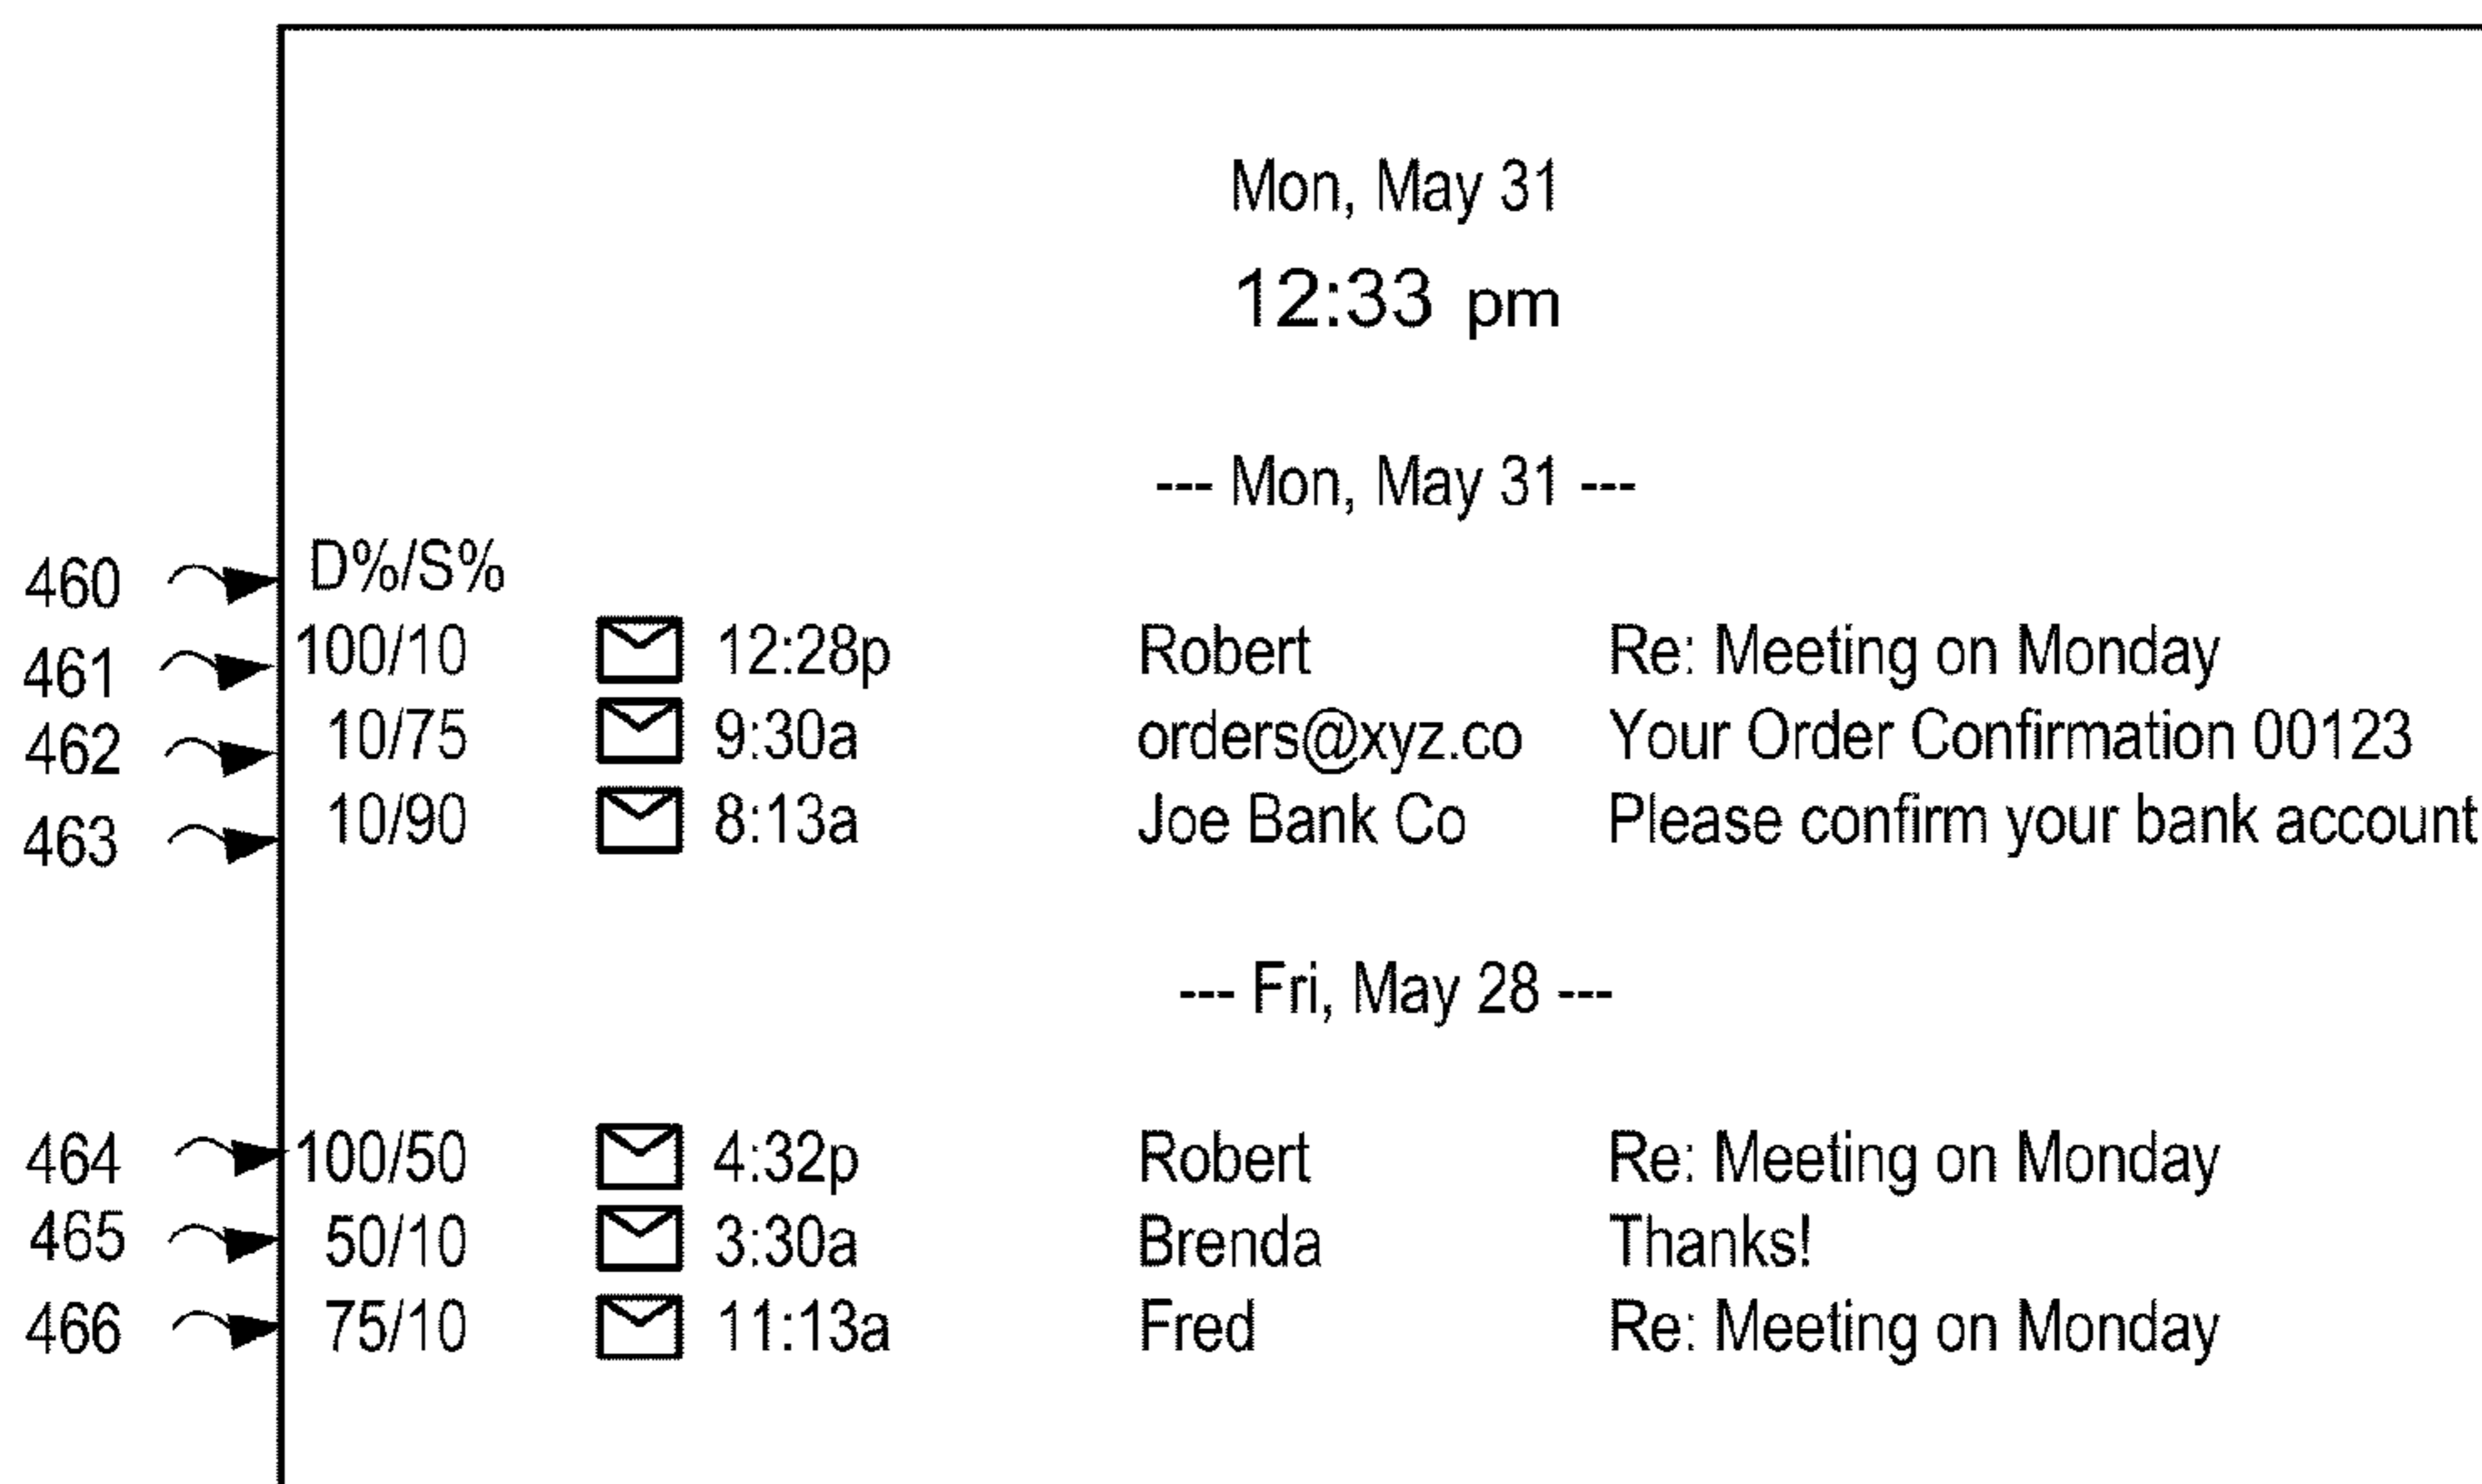 Mon, May 31
12:33 pm
--- Mon, May 31 ---
460 D%/S%
461 100/10 12:28p Robert Re: Meeting on Monday
462 10/75 9:30a orders@xyz.co Your Order Confirmation 00123
463 10/90 8:13a Joe Bank Co Please confirm your bank account
--- Fri, May 28 ---
464 100/50 4:32p Robert Re: Meeting on Monday
465 50/10 3:30a Brenda Thanks!
466 75/10 11:13a Fred Re: Meeting on Monday